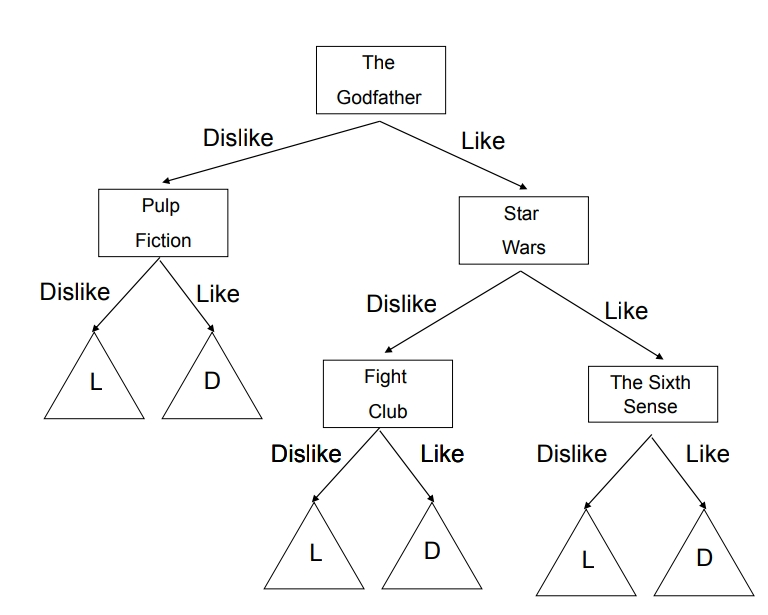 The
Godfather
Dislike
Like
Pulp
Fiction
Star
Wars
Dislike
Like
Dislike
Like
L
D
Fight
Club
The Sixth
Sense
Dislike
Like
Dislike
Like
L
D
L
D